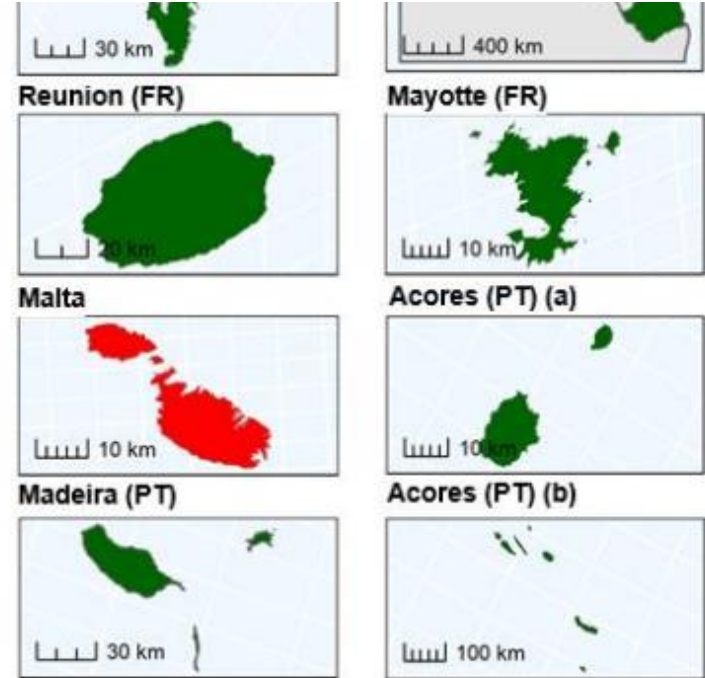 30 km
400 km
Reunion (FR)
Mayotte (FR)
20 km
10 km
Malta
Acores (PT) (a)
10 km
10 km
Madeira (PT)
Acores (PT) (b)
30 km
100 km